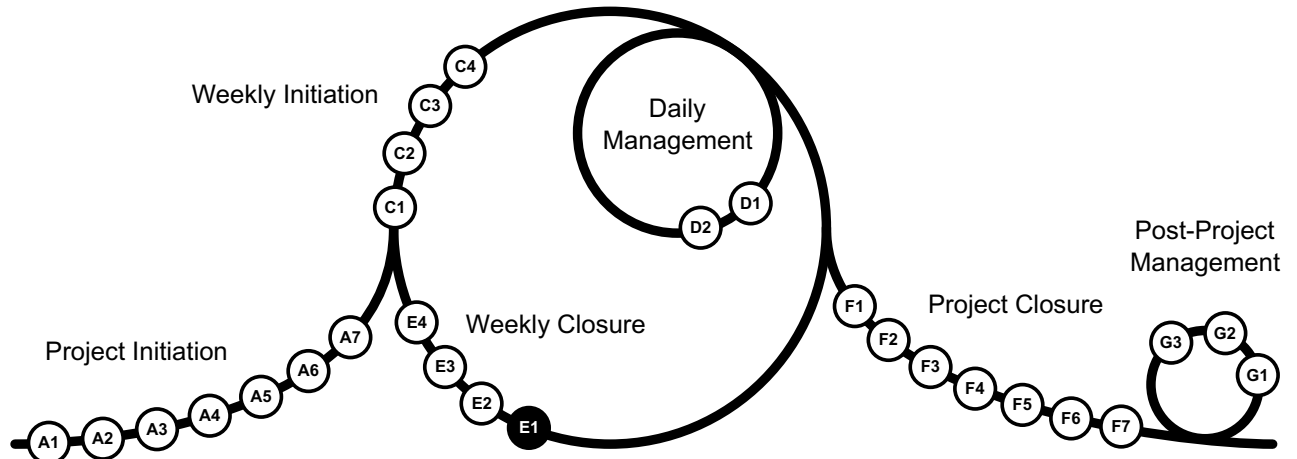 Project Initiation
A1
A2
A3
A4
A5
A6
A7
Weekly Initiation
C1
C2
C3
C4
Daily
Management
D1
D2
Weekly Closure
E1
E2
E3
E4
Project Closure
F1
F2
F3
F4
F5
F6
F7
Post-Project
Management
G1
G2
G3